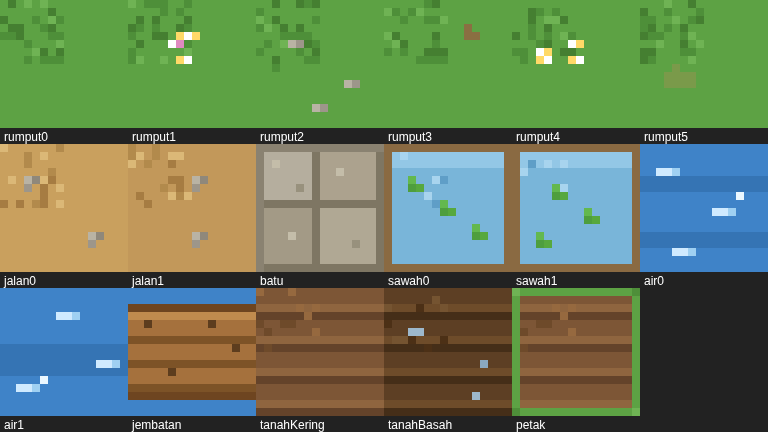 rumput0 rumput1 rumput2 rumput3 rumput4 rumput5
jalan0 jalan1 batu sawah0 sawah1 air0
air1 jembatan tanahKering tanahBasah petak